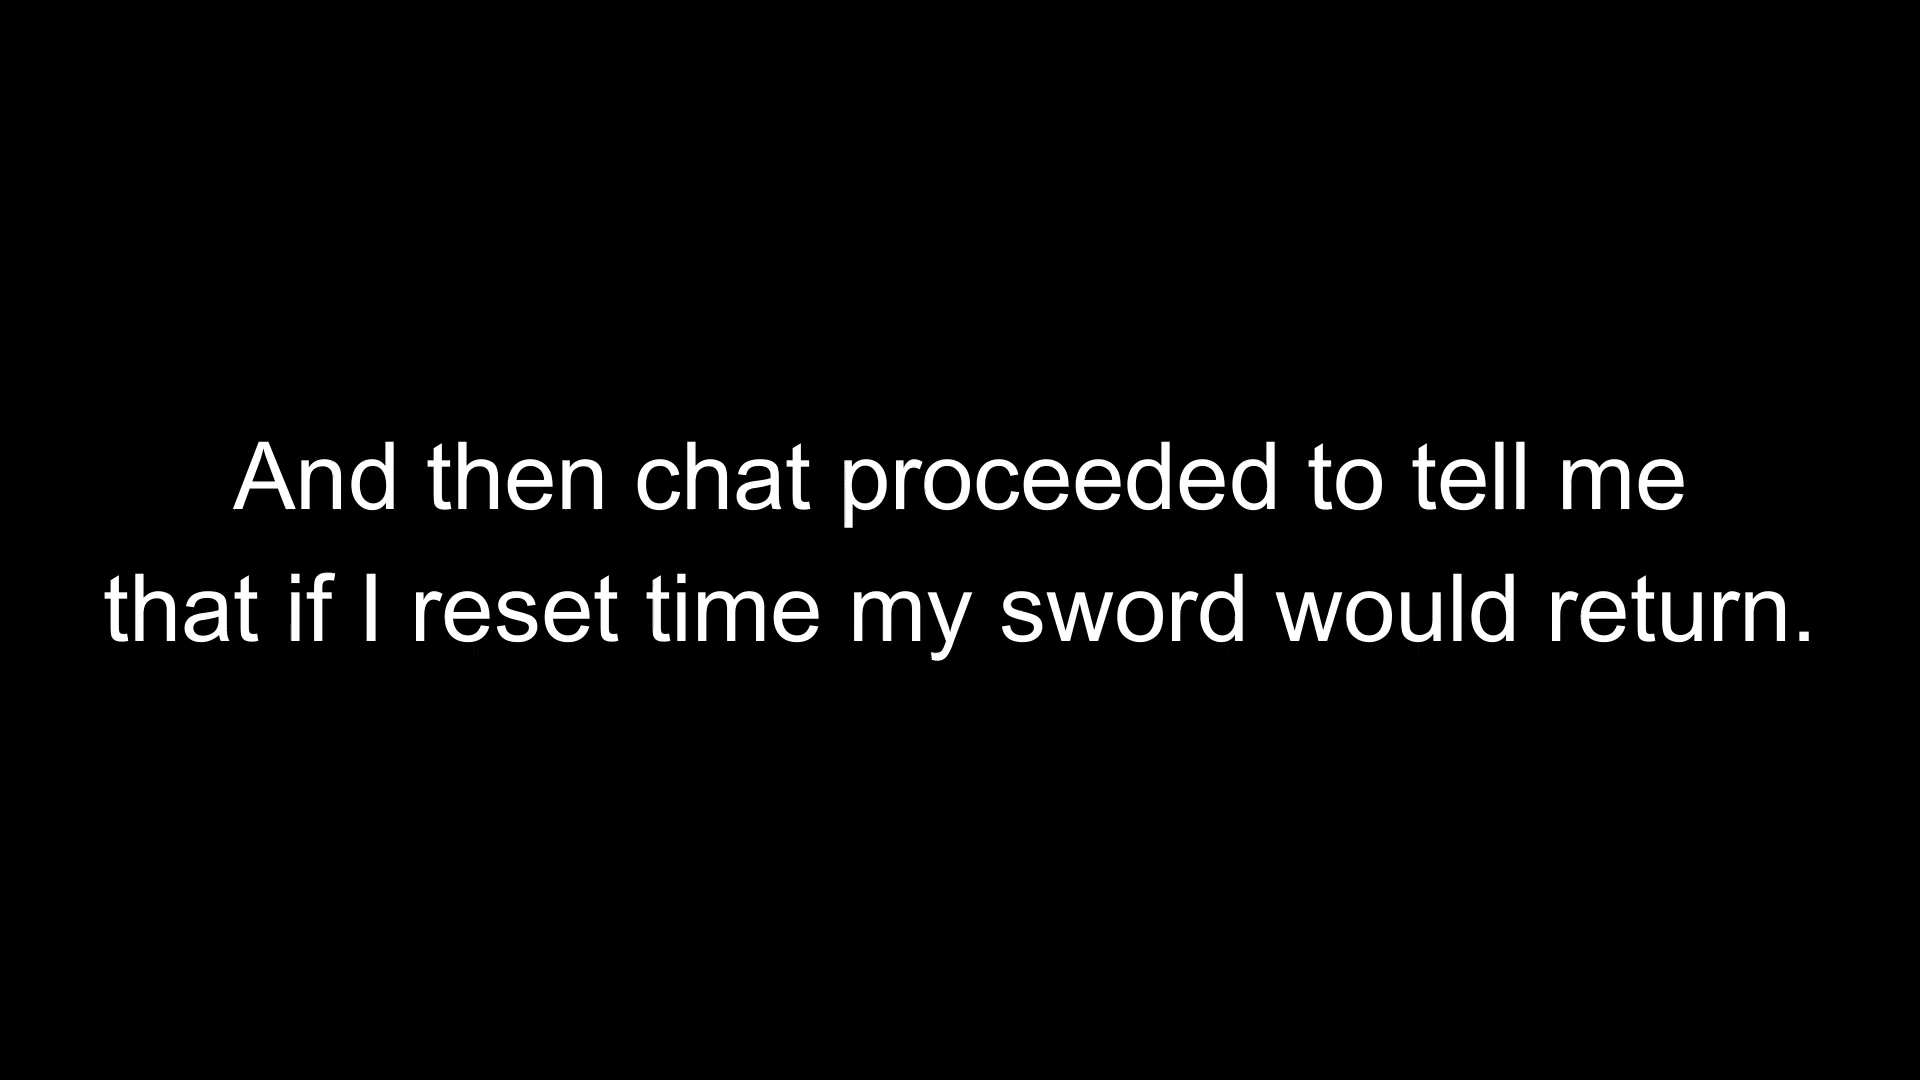 And then chat proceeded to tell me
that if I reset time my sword would return.